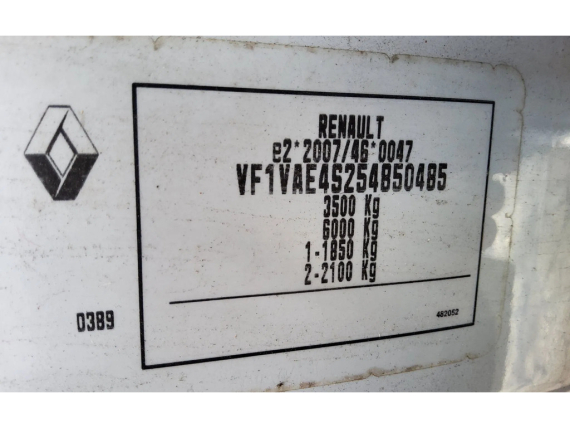 RENAULT
e2*2007/46*0047
VF1VAE4S254850485
3500 Kg
6000 Kg
1-1850 Kg
2-2100 Kg
0389
482052